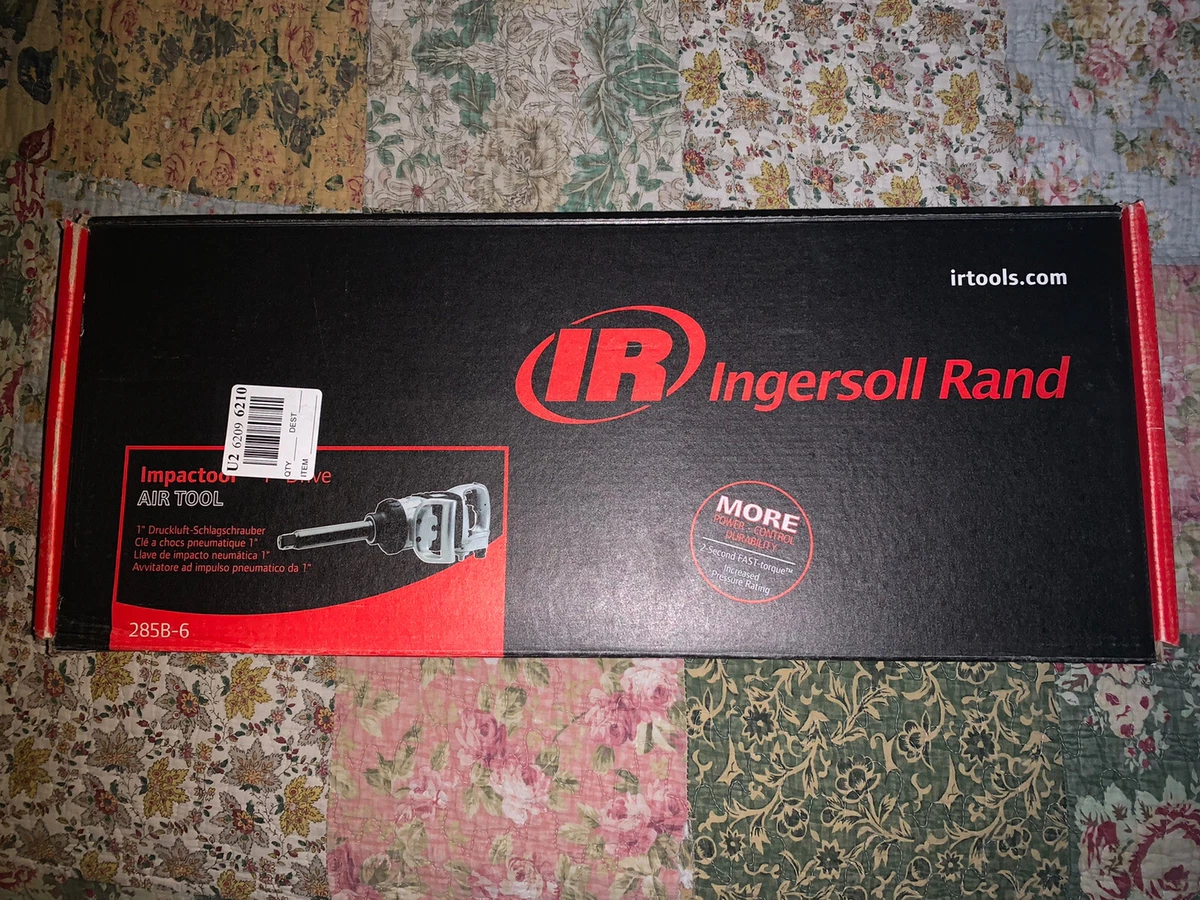 irtools.com
IR Ingersoll Rand
U2 6209 6210
QTY
DEST
ITEM
Impactool
AIR TOOL
1" Druckluft-Schlagschrauber
Clé a chocs pneumatique 1"
Llave de impacto neumática 1"
Avvitatore ad impulso pneumatico da 1"
285B-6
MORE
POWER - CONTROL
DURABILITY
2-Second FAST-torque™
Increased
Pressure Rating